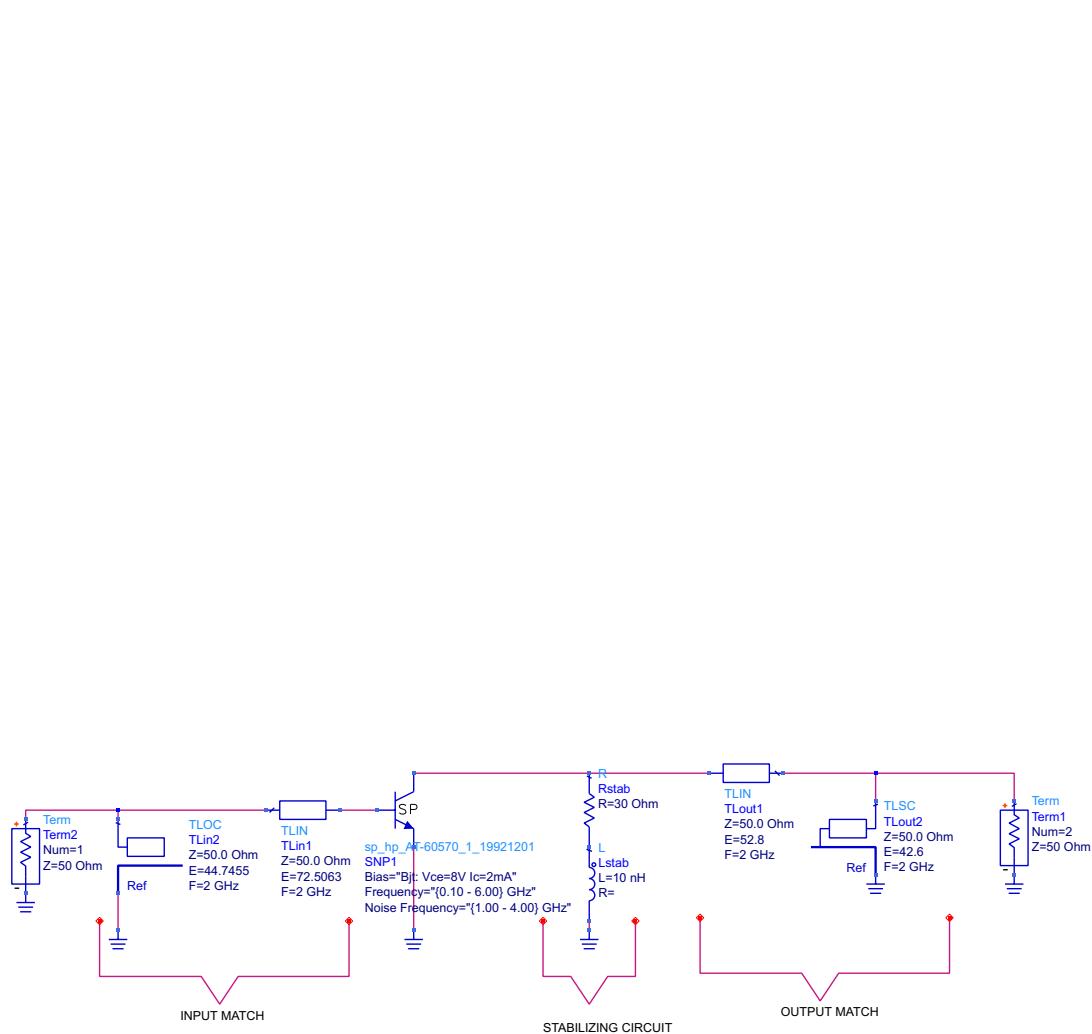 Term
Term2
Num=1
Z=50 Ohm
Ref
TLOC
TLin2
Z=50.0 Ohm
E=44.7455
F=2 GHz
TLIN
TLin1
Z=50.0 Ohm
E=72.5063
F=2 GHz
SP
sp_hp_AT-60570_1_19921201
SNP1
Bias="Bjt: Vce=8V Ic=2mA"
Frequency="{0.10 - 6.00} GHz"
Noise Frequency="{1.00 - 4.00} GHz"
R
Rstab
R=30 Ohm
L
Lstab
L=10 nH
R=
TLIN
TLout1
Z=50.0 Ohm
E=52.8
F=2 GHz
TLSC
TLout2
Z=50.0 Ohm
E=42.6
F=2 GHz
Ref
Term
Term1
Num=2
Z=50 Ohm
INPUT MATCH
STABILIZING CIRCUIT
OUTPUT MATCH